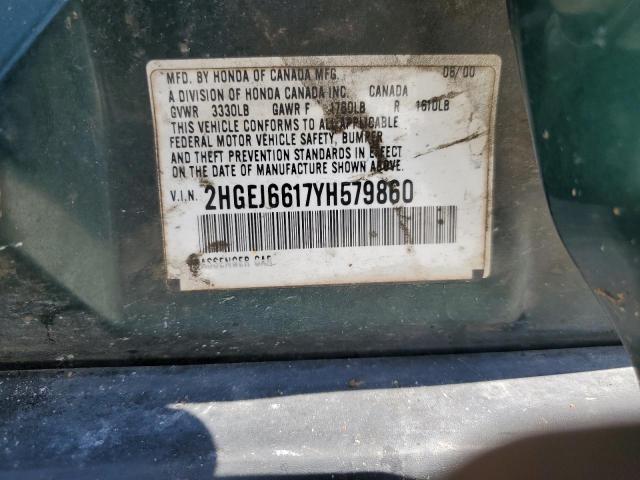 MFD. BY HONDA OF CANADA MFG. 08/00
A DIVISION OF HONDA CANADA INC. CANADA
GVWR 3330LB GAWR F 1760LB R 1610LB
THIS VEHICLE CONFORMS TO ALL APPLICABLE
FEDERAL MOTOR VEHICLE SAFETY, BUMPER
AND THEFT PREVENTION STANDARDS IN EFFECT
ON THE DATE OF MANUFACTURE SHOWN ABOVE.
V.I.N. 2HGEJ6617YH579860
PASSENGER CAR